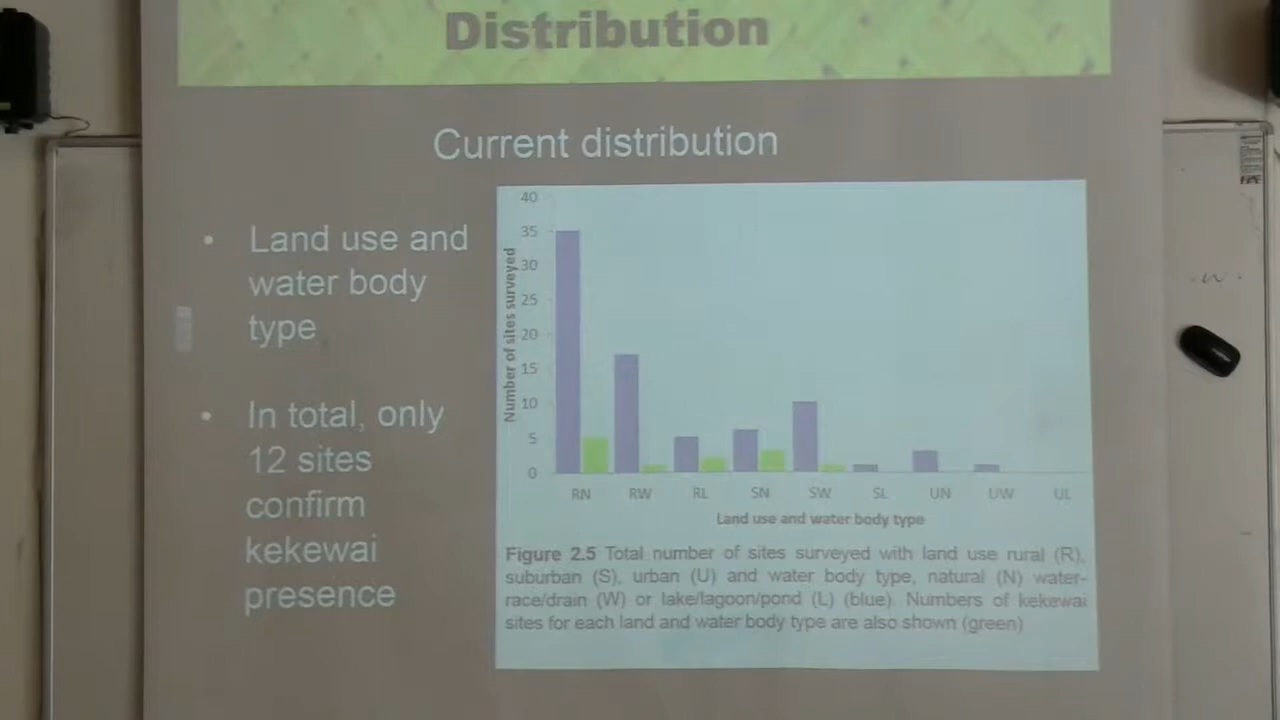 Distribution
Current distribution
• Land use and
water body
type
• In total, only
12 sites
confirm
kekewai
presence
Number of sites surveyed
40
35
30
25
20
15
10
5
0
RN RW RL SN SW SL UN UW UL
Land use and water body type
Figure 2.5 Total number of sites surveyed with land use rural (R),
suburban (S), urban (U) and water body type, natural (N) water-
race/drain (W) or lake/lagoon/pond (L) (blue). Numbers of kekewai
sites for each land and water body type are also shown (green)